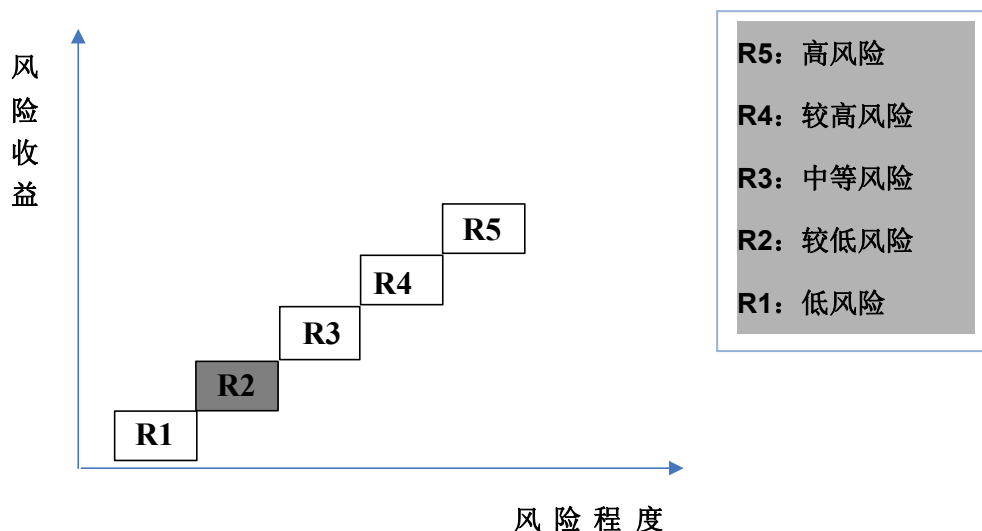 风险收益
R5
R4
R3
R2
R1
风险程度
R5：高风险
R4：较高风险
R3：中等风险
R2：较低风险
R1：低风险